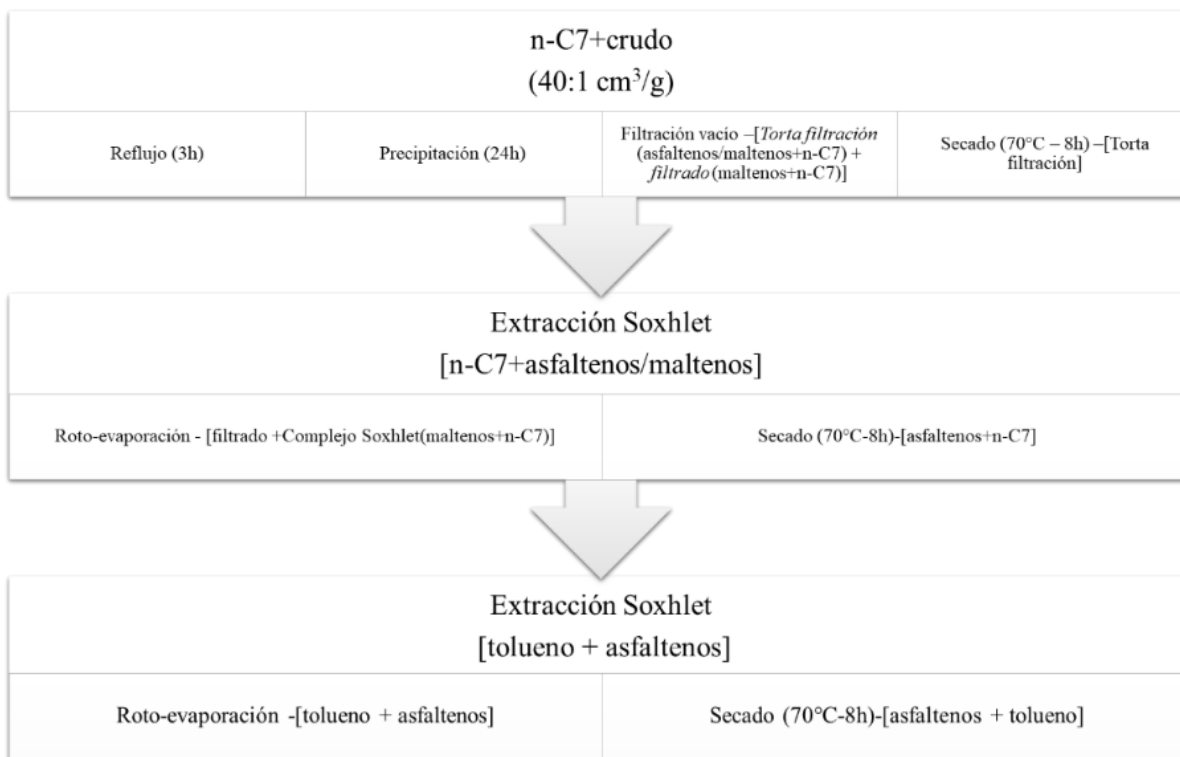 n-C7+crudo
(40:1 cm³/g)
Reflujo (3h)
Precipitación (24h)
Filtración vacío –[Torta filtración
(asfaltenos/maltenos+n-C7) +
filtrado (maltenos+n-C7)]
Secado (70°C – 8h) –[Torta
filtración]
Extracción Soxhlet
[n-C7+asfaltenos/maltenos]
Roto-evaporación - [filtrado +Complejo Soxhlet(maltenos+n-C7)]
Secado (70°C-8h)-[asfaltenos+n-C7]
Extracción Soxhlet
[tolueno + asfaltenos]
Roto-evaporación -[tolueno + asfaltenos]
Secado (70°C-8h)-[asfaltenos + tolueno]